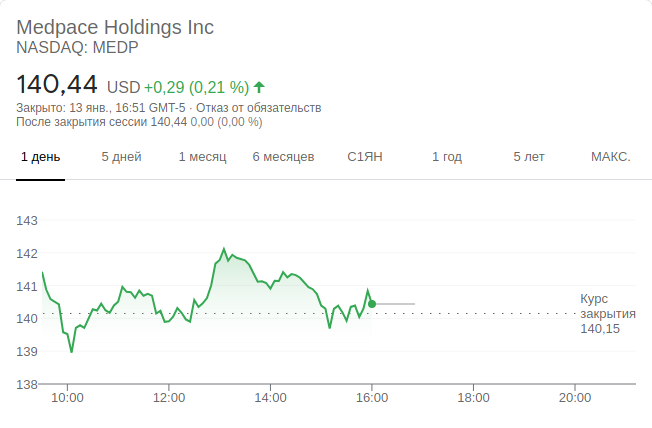 Medpace Holdings Inc
NASDAQ: MEDP
140,44 USD +0,29 (0,21 %)
Закрыто: 13 янв., 16:51 GMT-5 · Отказ от обязательств
После закрытия сессии 140,44 0,00 (0,00 %)
1 день 5 дней 1 месяц 6 месяцев С1ЯН 1 год 5 лет МАКС.
143
142
141
140
139
138
Курс
закрытия
140,15
10:00 12:00 14:00 16:00 18:00 20:00